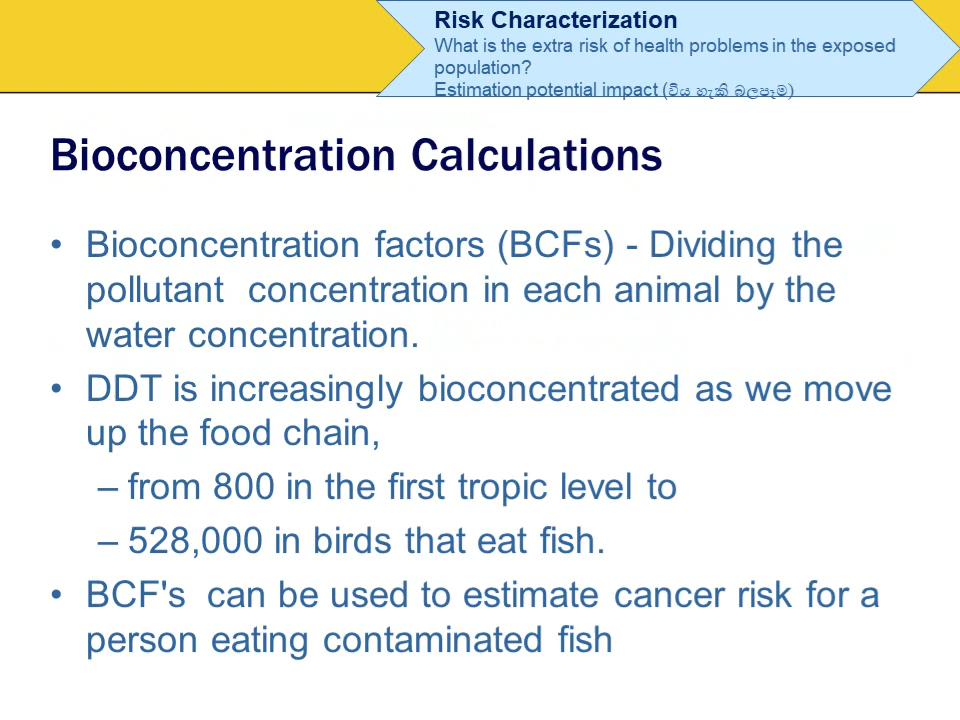 Risk Characterization
What is the extra risk of health problems in the exposed
population?
Estimation potential impact (විය හැකි බලපෑම)
Bioconcentration Calculations
• Bioconcentration factors (BCFs) - Dividing the
pollutant  concentration in each animal by the
water concentration.
• DDT is increasingly bioconcentrated as we move
up the food chain,
– from 800 in the first tropic level to
– 528,000 in birds that eat fish.
• BCF's  can be used to estimate cancer risk for a
person eating contaminated fish